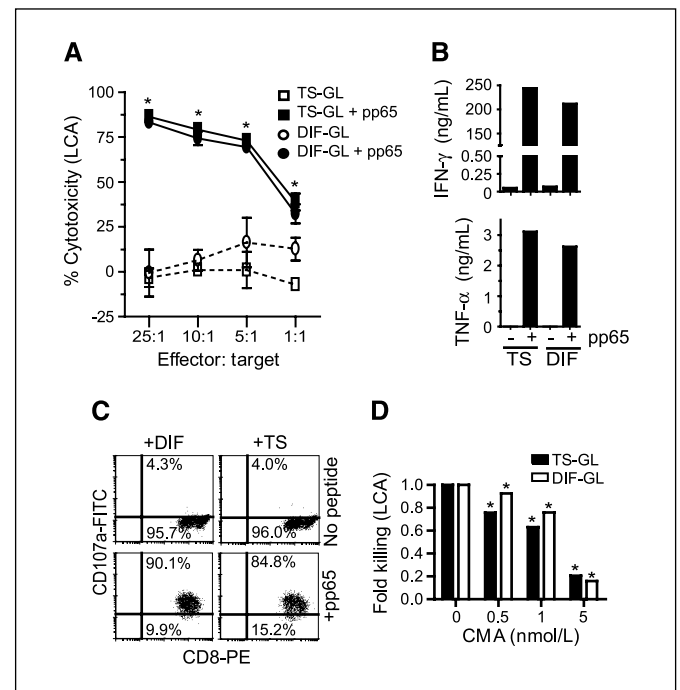 A
% Cytotoxicity (LCA)
100
75
50
25
0
-25
* * * *
TS-GL
TS-GL + pp65
DIF-GL
DIF-GL + pp65
25:1 10:1 5:1 1:1
Effector: target
B
IFN-γ (ng/mL)
250
200
150
0.50
0.25
0
TNF-α (ng/mL)
3
2
1
0
- + - + pp65
TS DIF
C
+DIF +TS
CD107a-FITC
4.3% 4.0%
95.7% 96.0%
No peptide
90.1% 84.8%
9.9% 15.2%
+pp65
CD8-PE
D
Fold killing (LCA)
1.0
0.8
0.6
0.4
0.2
0.0
TS-GL
DIF-GL
* * * * * *
0 0.5 1 5
CMA (nmol/L)